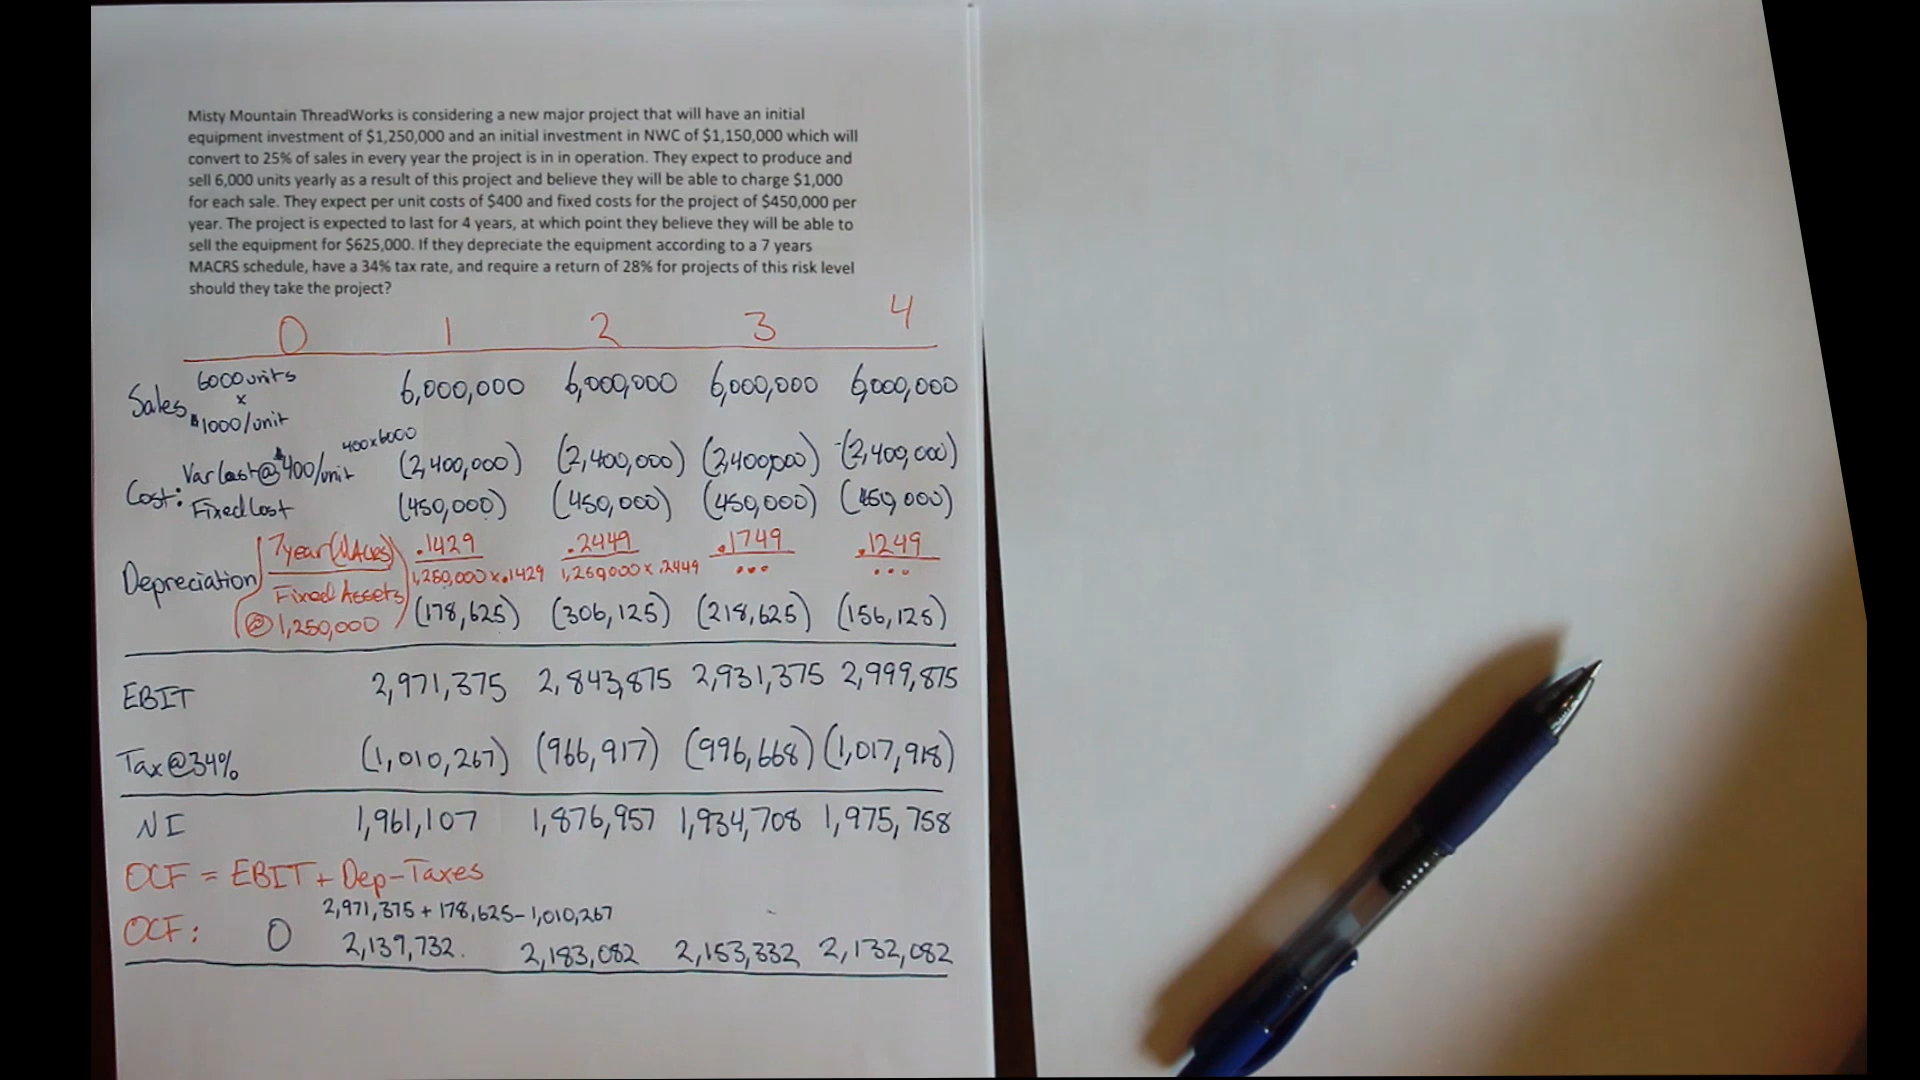 Misty Mountain ThreadWorks is considering a new major project that will have an initial
equipment investment of $1,250,000 and an initial investment in NWC of $1,150,000 which will
convert to 25% of sales in every year the project is in in operation. They expect to produce and
sell 6,000 units yearly as a result of this project and believe they will be able to charge $1,000
for each sale. They expect per unit costs of $400 and fixed costs for the project of $450,000 per
year. The project is expected to last for 4 years, at which point they believe they will be able to
sell the equipment for $625,000. If they depreciate the equipment according to a 7 years
MACRS schedule, have a 34% tax rate, and require a return of 28% for projects of this risk level
should they take the project?
0 1 2 3 4
Sales 6000 units x $1000/unit 6,000,000 6,000,000 6,000,000 6,000,000
Cost: Var Cost@$400/unit 400x6000 (2,400,000) (2,400,000) (2,400,000) (2,400,000)
Fixed Cost (450,000) (450,000) (450,000) (450,000)
7 year (MACRS) .1429 .2449 .1749 .1249
Depreciation Fixed Assets 1,250,000 x .1429 1,250,000 x .2449 ... ...
@ 1,250,000 (178,625) (306,125) (218,625) (156,125)
EBIT 2,971,375 2,843,875 2,931,375 2,999,875
Tax@34% (1,010,267) (966,917) (996,668) (1,017,918)
NI 1,961,107 1,876,957 1,934,708 1,975,758
OCF = EBIT + Dep - Taxes
2,971,375 + 178,625 - 1,010,267
OCF: 0 2,139,732. 2,183,082 2,153,332 2,132,082